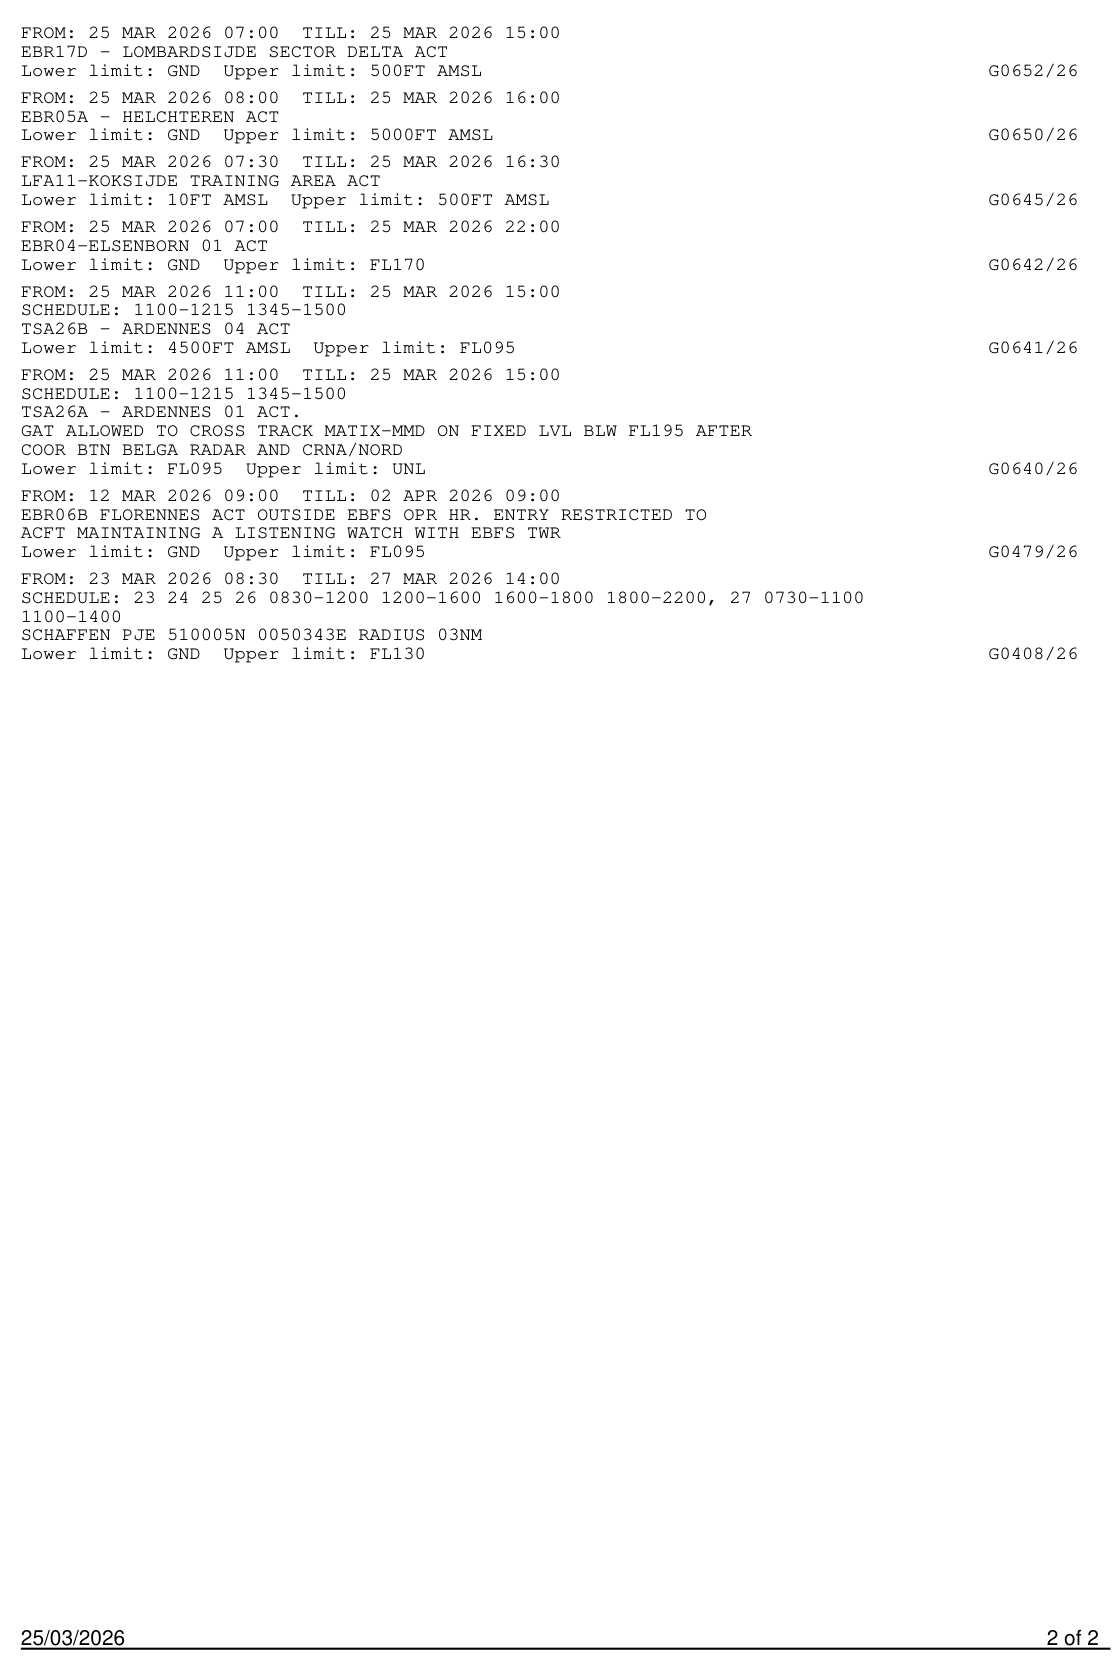 FROM: 25 MAR 2026 07:00  TILL: 25 MAR 2026 15:00
EBR17D - LOMBARDSIJDE SECTOR DELTA ACT
Lower limit: GND  Upper limit: 500FT AMSL G0652/26
FROM: 25 MAR 2026 08:00  TILL: 25 MAR 2026 16:00
EBR05A - HELCHTEREN ACT
Lower limit: GND  Upper limit: 5000FT AMSL G0650/26
FROM: 25 MAR 2026 07:30  TILL: 25 MAR 2026 16:30
LFA11-KOKSIJDE TRAINING AREA ACT
Lower limit: 10FT AMSL  Upper limit: 500FT AMSL G0645/26
FROM: 25 MAR 2026 07:00  TILL: 25 MAR 2026 22:00
EBR04-ELSENBORN 01 ACT
Lower limit: GND  Upper limit: FL170 G0642/26
FROM: 25 MAR 2026 11:00  TILL: 25 MAR 2026 15:00
SCHEDULE: 1100-1215 1345-1500
TSA26B - ARDENNES 04 ACT
Lower limit: 4500FT AMSL  Upper limit: FL095 G0641/26
FROM: 25 MAR 2026 11:00  TILL: 25 MAR 2026 15:00
SCHEDULE: 1100-1215 1345-1500
TSA26A - ARDENNES 01 ACT.
GAT ALLOWED TO CROSS TRACK MATIX-MMD ON FIXED LVL BLW FL195 AFTER
COOR BTN BELGA RADAR AND CRNA/NORD
Lower limit: FL095  Upper limit: UNL G0640/26
FROM: 12 MAR 2026 09:00  TILL: 02 APR 2026 09:00
EBR06B FLORENNES ACT OUTSIDE EBFS OPR HR. ENTRY RESTRICTED TO
ACFT MAINTAINING A LISTENING WATCH WITH EBFS TWR
Lower limit: GND  Upper limit: FL095 G0479/26
FROM: 23 MAR 2026 08:30  TILL: 27 MAR 2026 14:00
SCHEDULE: 23 24 25 26 0830-1200 1200-1600 1600-1800 1800-2200, 27 0730-1100
1100-1400
SCHAFFEN PJE 510005N 0050343E RADIUS 03NM
Lower limit: GND  Upper limit: FL130 G0408/26
25/03/2026 2 of 2